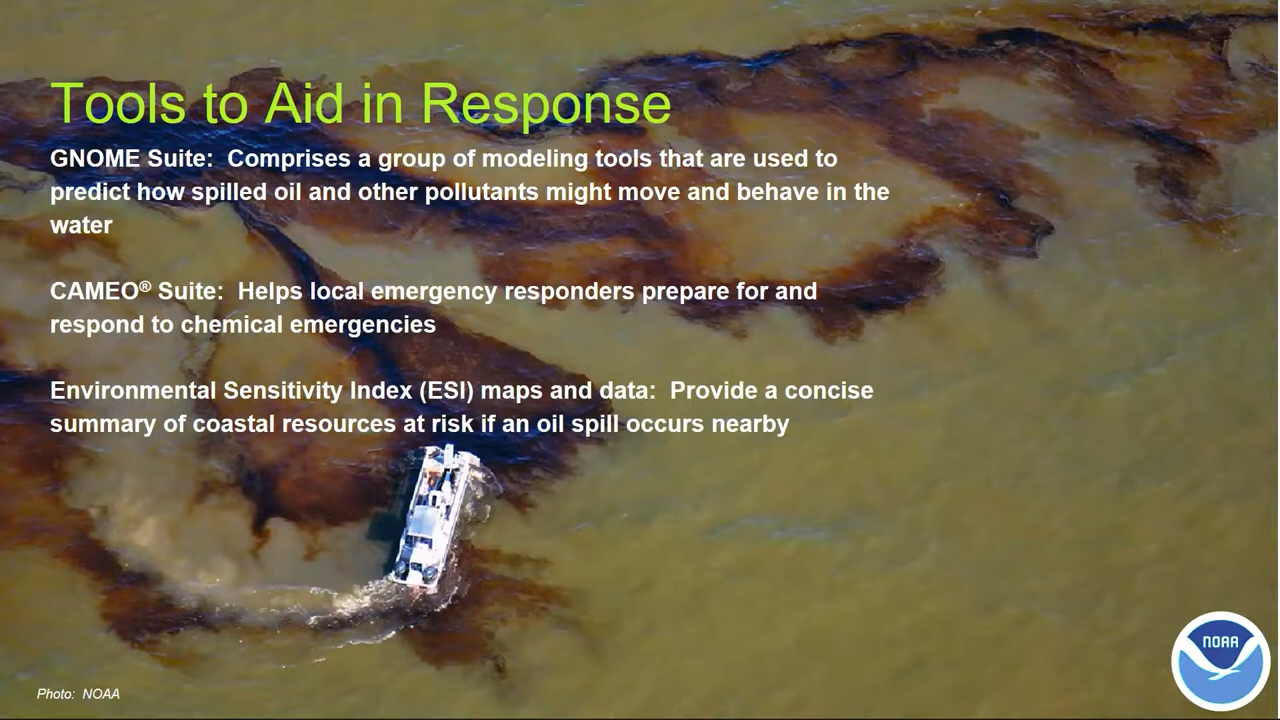 Tools to Aid in Response
GNOME Suite:  Comprises a group of modeling tools that are used to
predict how spilled oil and other pollutants might move and behave in the
water
CAMEO® Suite:  Helps local emergency responders prepare for and
respond to chemical emergencies
Environmental Sensitivity Index (ESI) maps and data:  Provide a concise
summary of coastal resources at risk if an oil spill occurs nearby
NOAA
Photo:  NOAA